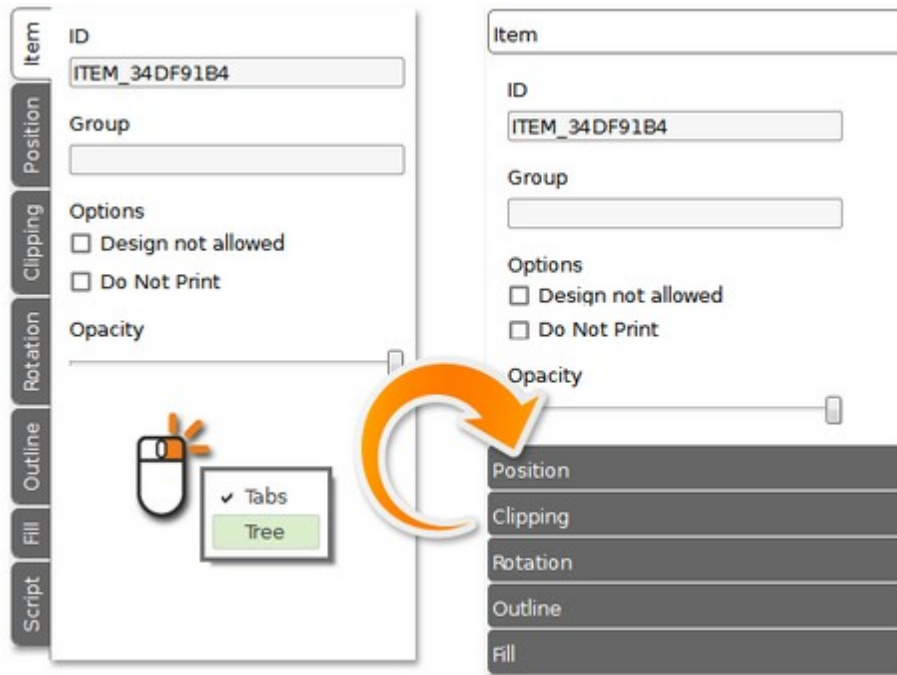 Item
Position
Clipping
Rotation
Outline
Fill
Script
ID
ITEM_34DF91B4
Group
Options
Design not allowed
Do Not Print
Opacity
Tabs
Tree
Item
ID
ITEM_34DF91B4
Group
Options
Design not allowed
Do Not Print
Opacity
Position
Clipping
Rotation
Outline
Fill